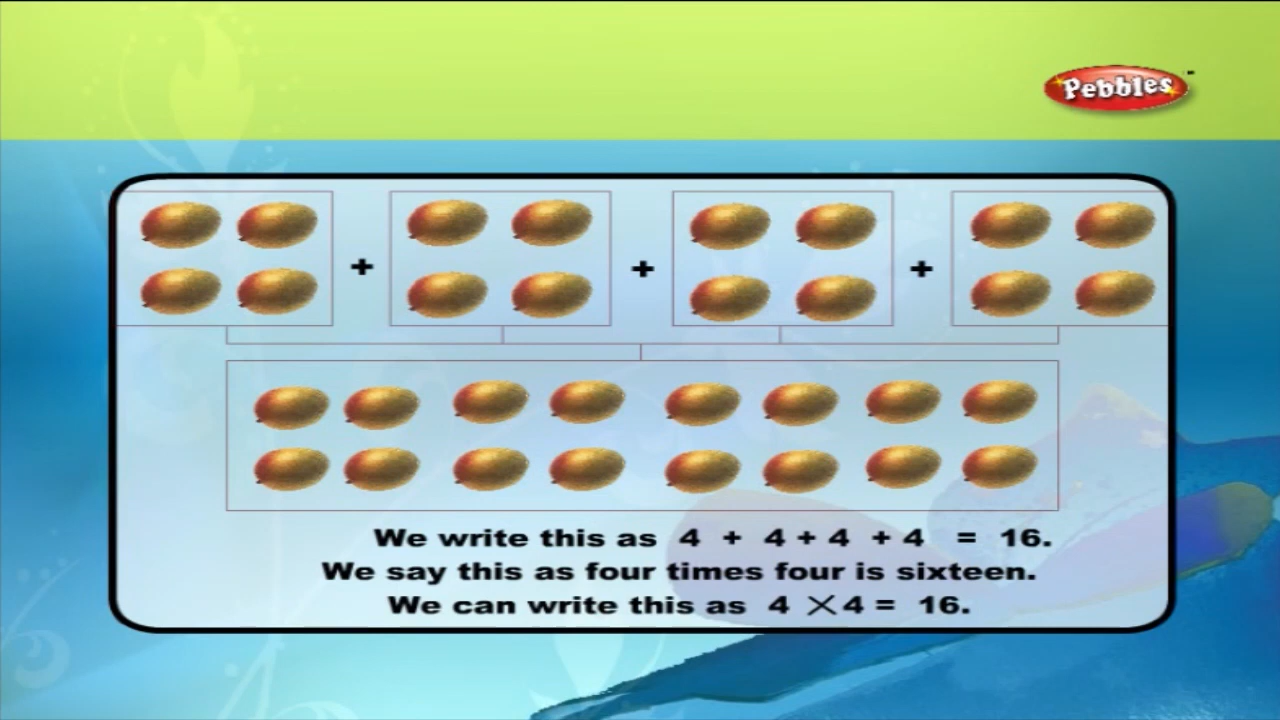 Pebbles
+ + +
We write this as 4 + 4 + 4 + 4 = 16.
We say this as four times four is sixteen.
We can write this as 4 × 4 = 16.